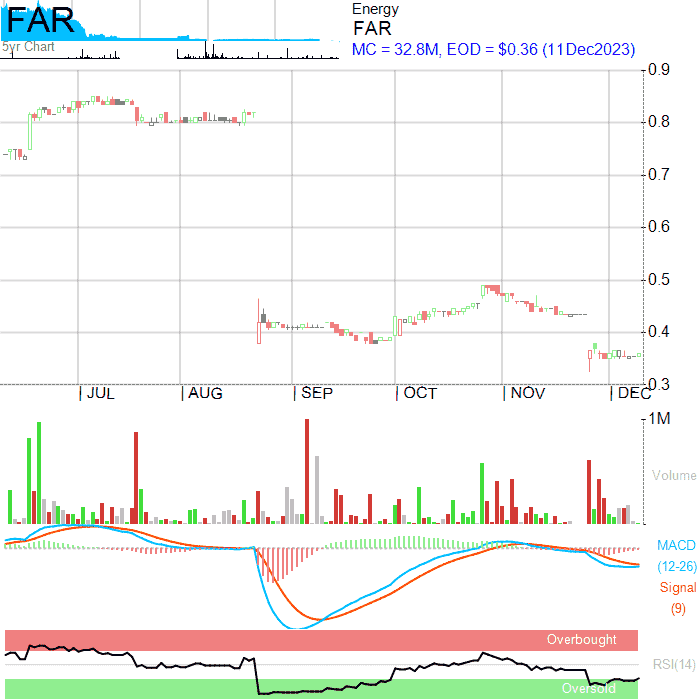 FAR
5yr Chart
Energy
FAR
MC = 32.8M, EOD = $0.36 (11Dec2023)
0.9
0.8
0.7
0.6
0.5
0.4
0.3
JUL AUG SEP OCT NOV DEC
1M
Volume
MACD
(12-26)
Signal
(9)
Overbought
RSI(14)
Oversold